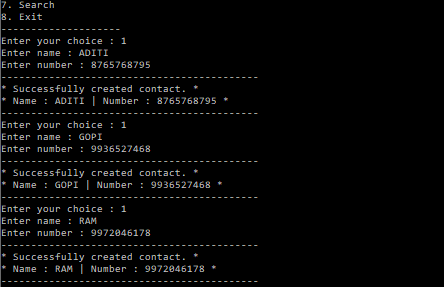 7. Search
8. Exit
--------------------
Enter your choice : 1
Enter name : ADITI
Enter number : 8765768795
-------------------------------------------
* Successfully created contact. *
* Name : ADITI | Number : 8765768795 *
-------------------------------------------
Enter your choice : 1
Enter name : GOPI
Enter number : 9936527468
-------------------------------------------
* Successfully created contact. *
* Name : GOPI | Number : 9936527468 *
-------------------------------------------
Enter your choice : 1
Enter name : RAM
Enter number : 9972046178
-------------------------------------------
* Successfully created contact. *
* Name : RAM | Number : 9972046178 *
-------------------------------------------